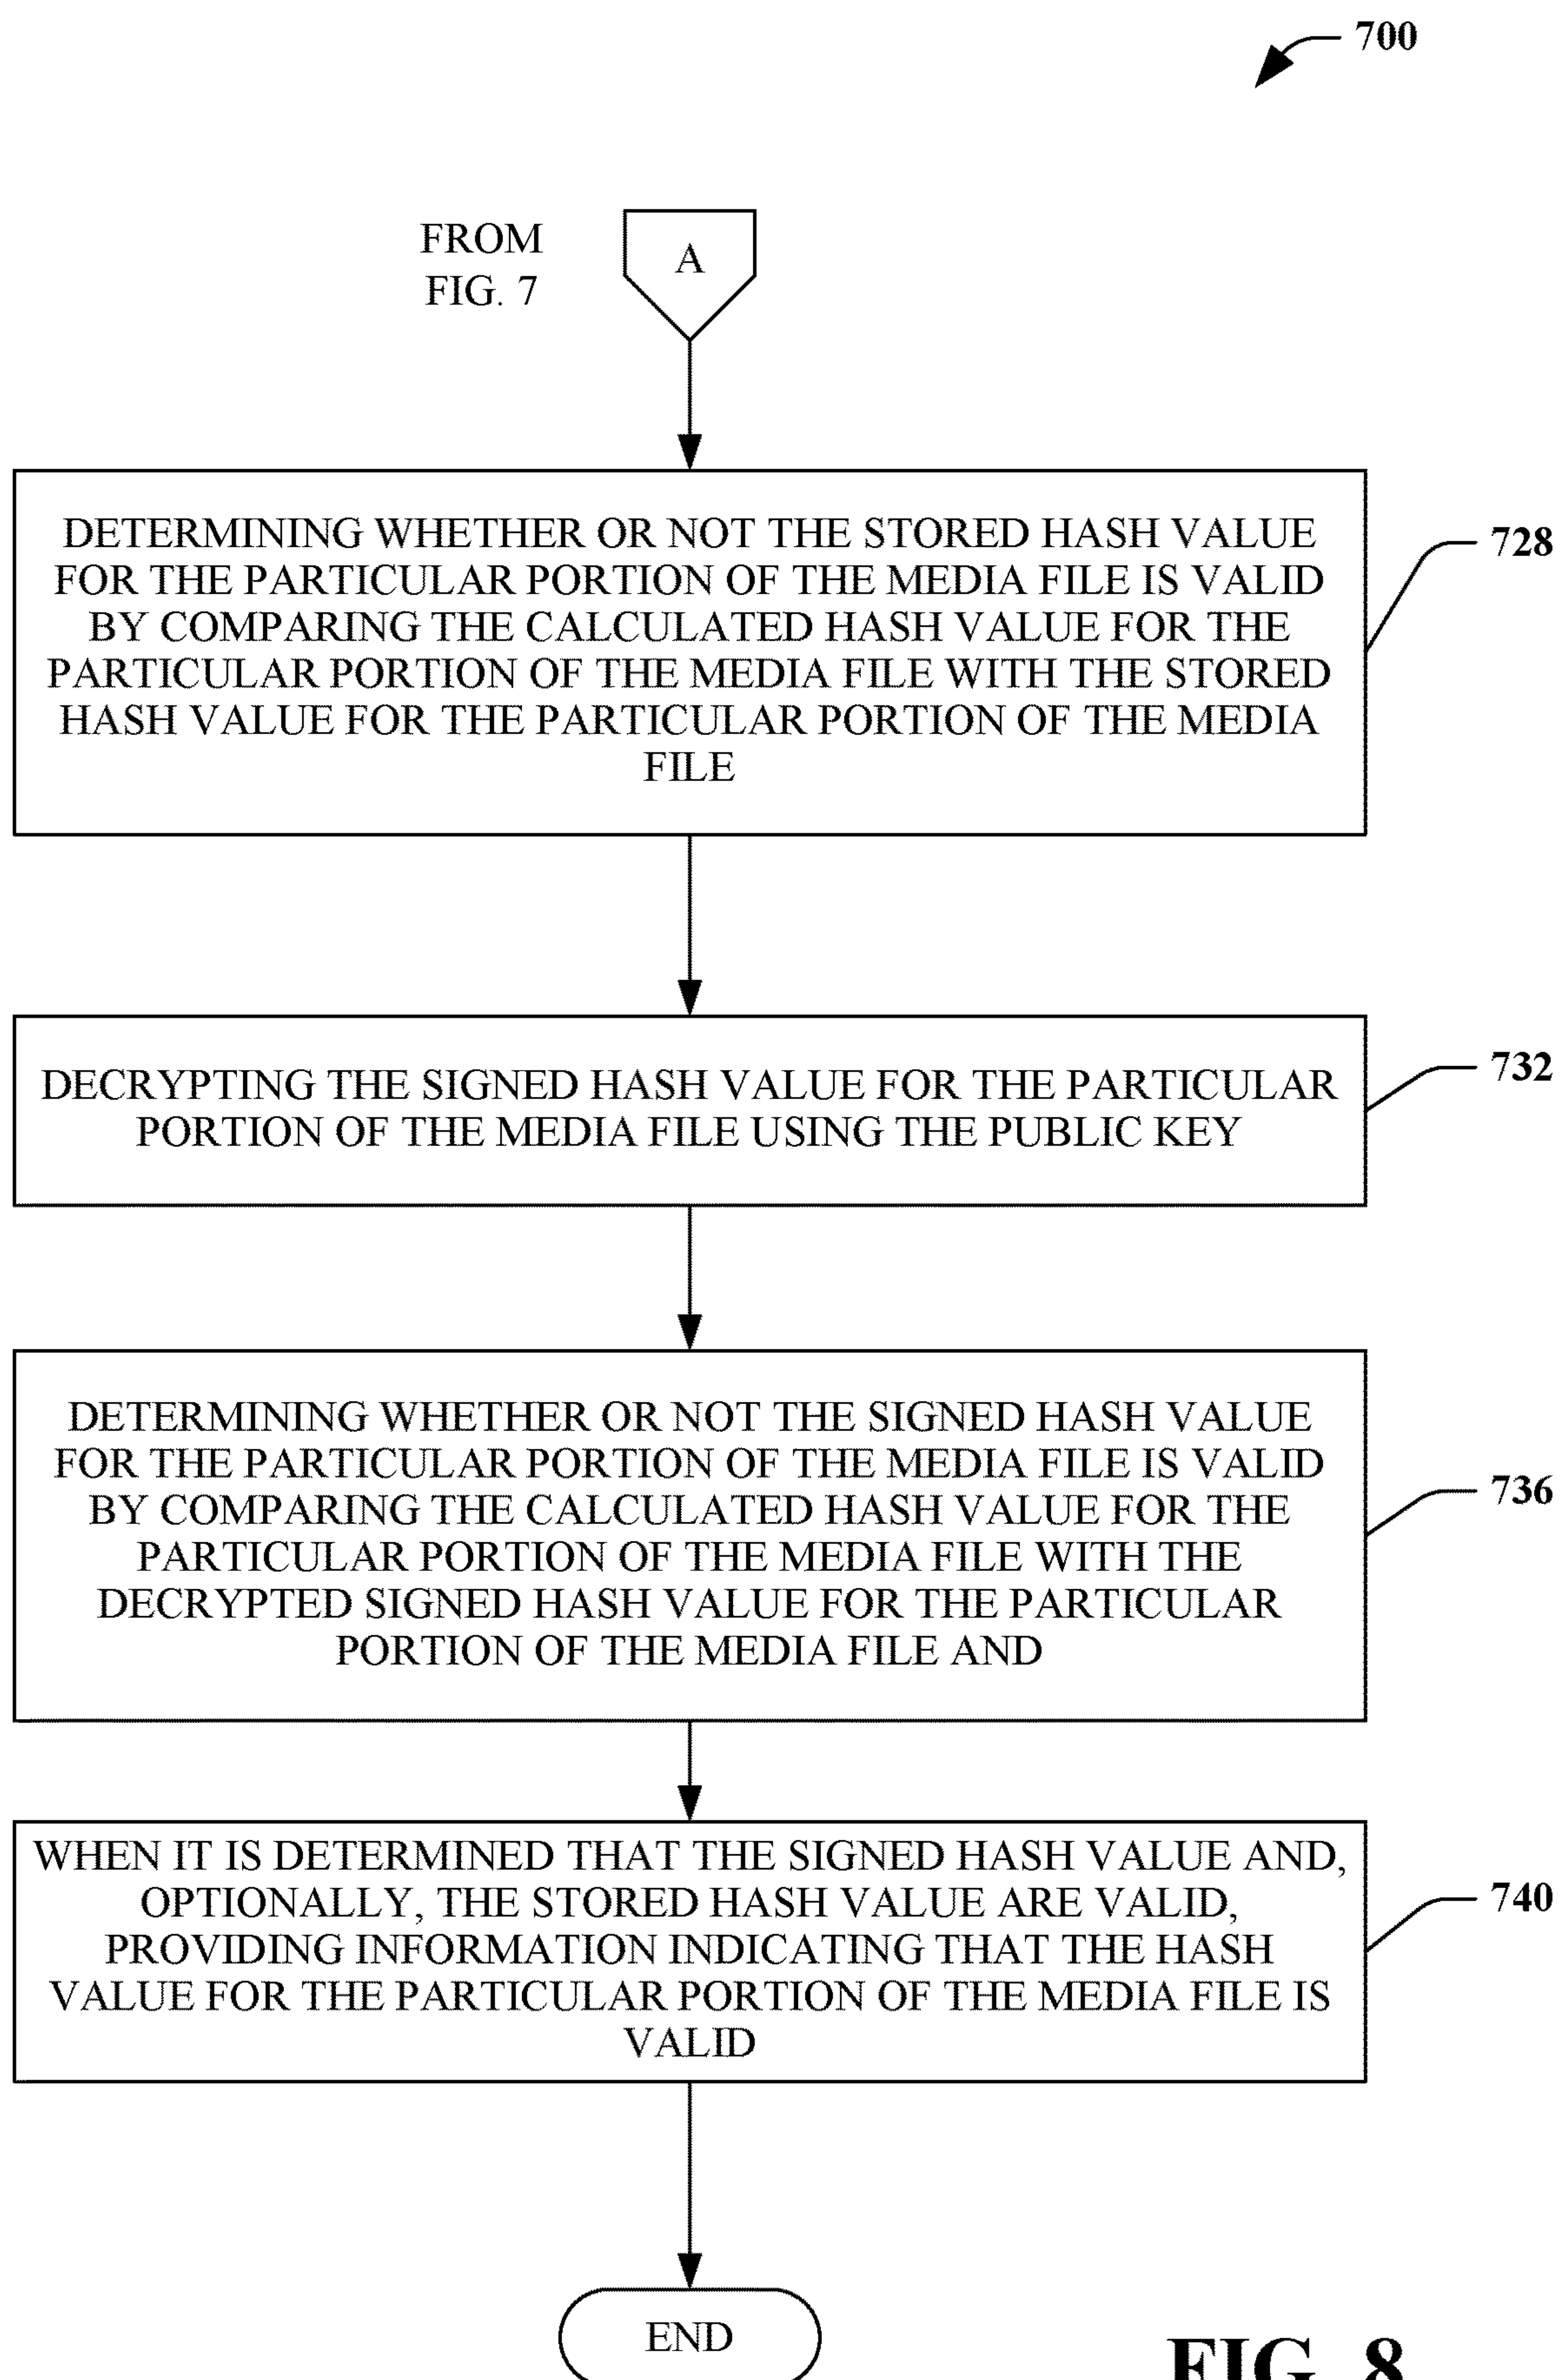 700
FROM
FIG. 7
A
DETERMINING WHETHER OR NOT THE STORED HASH VALUE
FOR THE PARTICULAR PORTION OF THE MEDIA FILE IS VALID
BY COMPARING THE CALCULATED HASH VALUE FOR THE
PARTICULAR PORTION OF THE MEDIA FILE WITH THE STORED
HASH VALUE FOR THE PARTICULAR PORTION OF THE MEDIA
FILE
728
DECRYPTING THE SIGNED HASH VALUE FOR THE PARTICULAR
PORTION OF THE MEDIA FILE USING THE PUBLIC KEY
732
DETERMINING WHETHER OR NOT THE SIGNED HASH VALUE
FOR THE PARTICULAR PORTION OF THE MEDIA FILE IS VALID
BY COMPARING THE CALCULATED HASH VALUE FOR THE
PARTICULAR PORTION OF THE MEDIA FILE WITH THE
DECRYPTED SIGNED HASH VALUE FOR THE PARTICULAR
PORTION OF THE MEDIA FILE AND
736
WHEN IT IS DETERMINED THAT THE SIGNED HASH VALUE AND,
OPTIONALLY, THE STORED HASH VALUE ARE VALID,
PROVIDING INFORMATION INDICATING THAT THE HASH
VALUE FOR THE PARTICULAR PORTION OF THE MEDIA FILE IS
VALID
740
END
FIG. 8